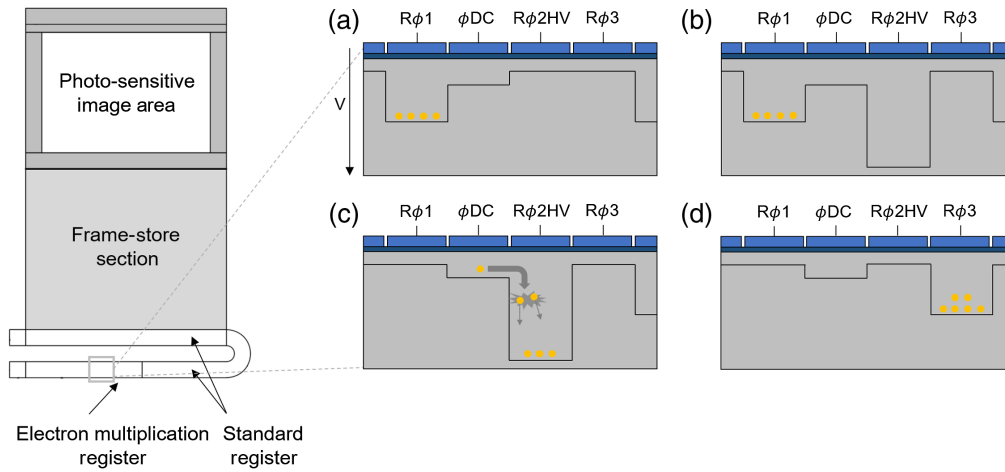 Photo-sensitive
image area
Frame-store
section
Electron multiplication
register
Standard
register
(a)
Rϕ1 ϕDC Rϕ2HV Rϕ3
V
(b)
Rϕ1 ϕDC Rϕ2HV Rϕ3
(c)
Rϕ1 ϕDC Rϕ2HV Rϕ3
(d)
Rϕ1 ϕDC Rϕ2HV Rϕ3